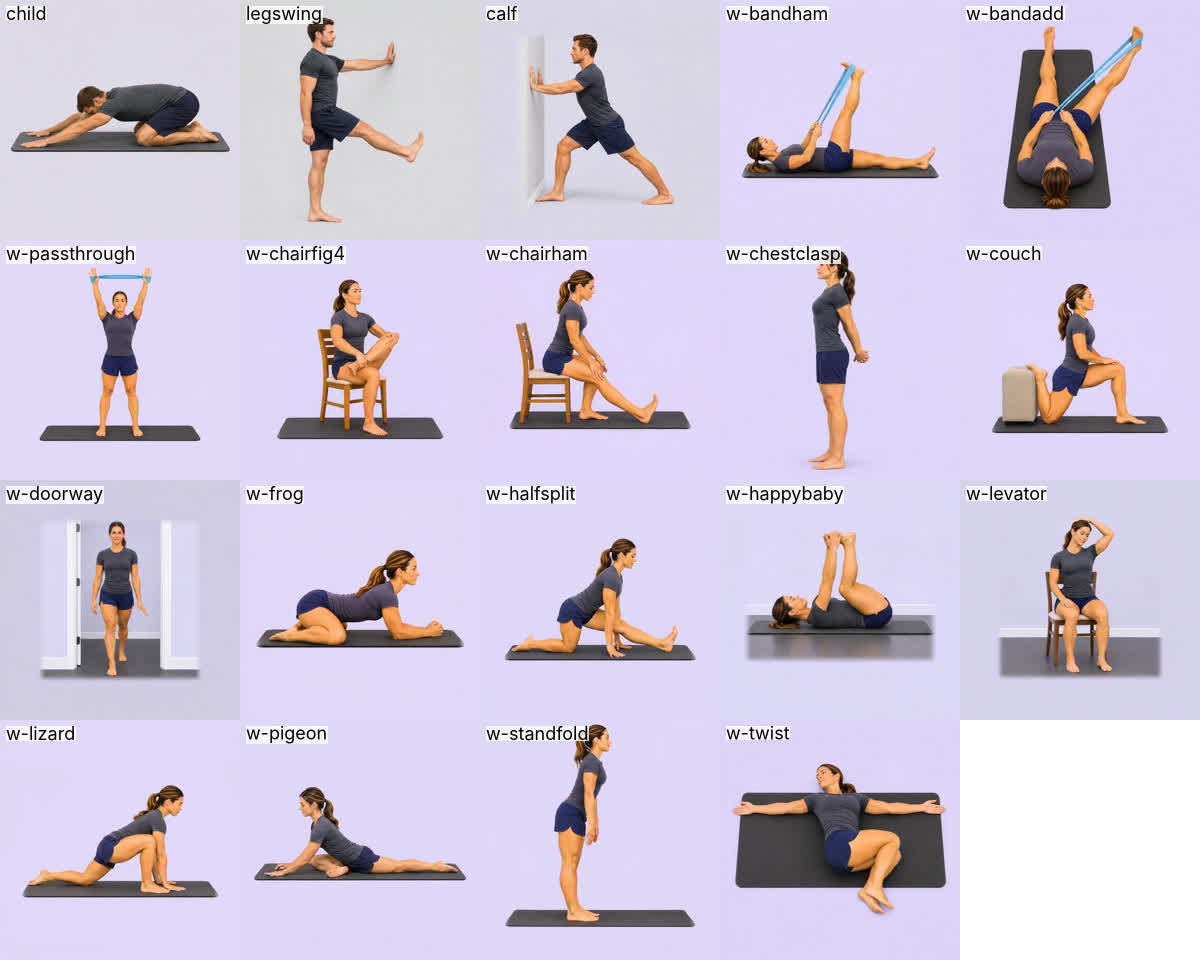 child
legswing
calf
w-bandham
w-bandadd
w-passthrough
w-chairfig4
w-chairham
w-chestclasp
w-couch
w-doorway
w-frog
w-halfsplit
w-happybaby
w-levator
w-lizard
w-pigeon
w-standfold
w-twist